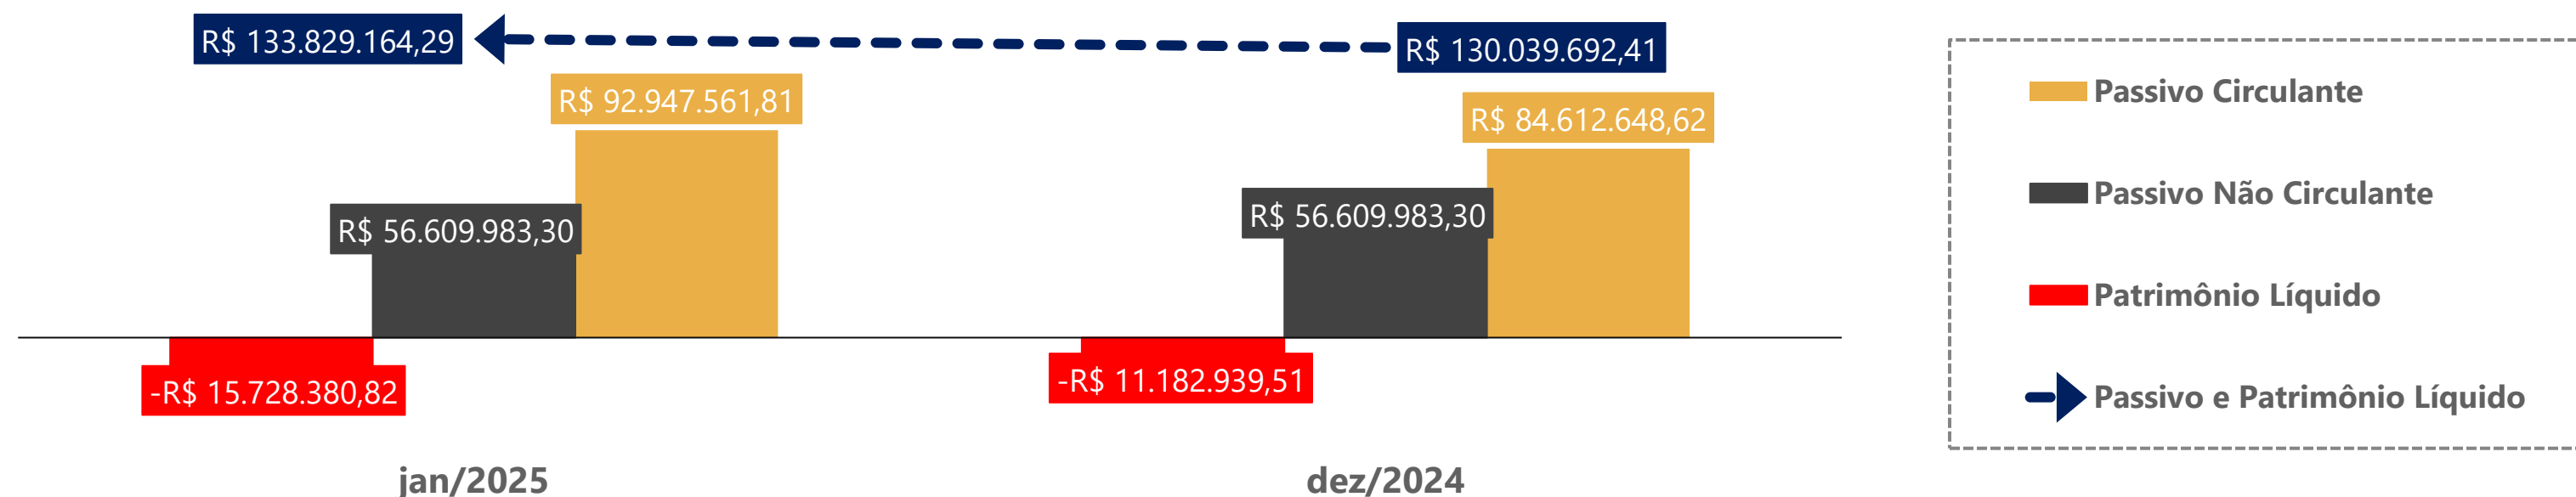 R$ 133.829.164,29
R$ 130.039.692,41
R$ 92.947.561,81
R$ 84.612.648,62
R$ 56.609.983,30
R$ 56.609.983,30
-R$ 15.728.380,82
-R$ 11.182.939,51
jan/2025
dez/2024
Passivo Circulante
Passivo Não Circulante
Patrimônio Líquido
Passivo e Patrimônio Líquido